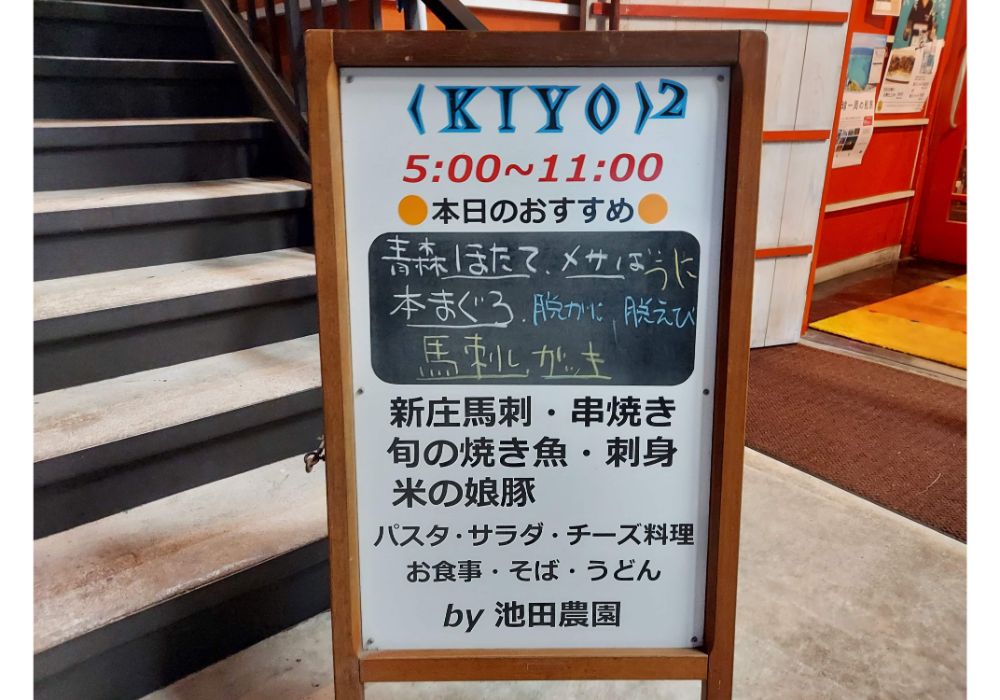 〈KIYO〉2
5:00~11:00
●本日のおすすめ●
青森ほたて、メサば、うに
本まぐろ、脱かに、脱えび
馬刺し、がっき
新庄馬刺・串焼き
旬の焼き魚・刺身
米の娘豚
パスタ・サラダ・チーズ料理
お食事・そば・うどん
by 池田農園